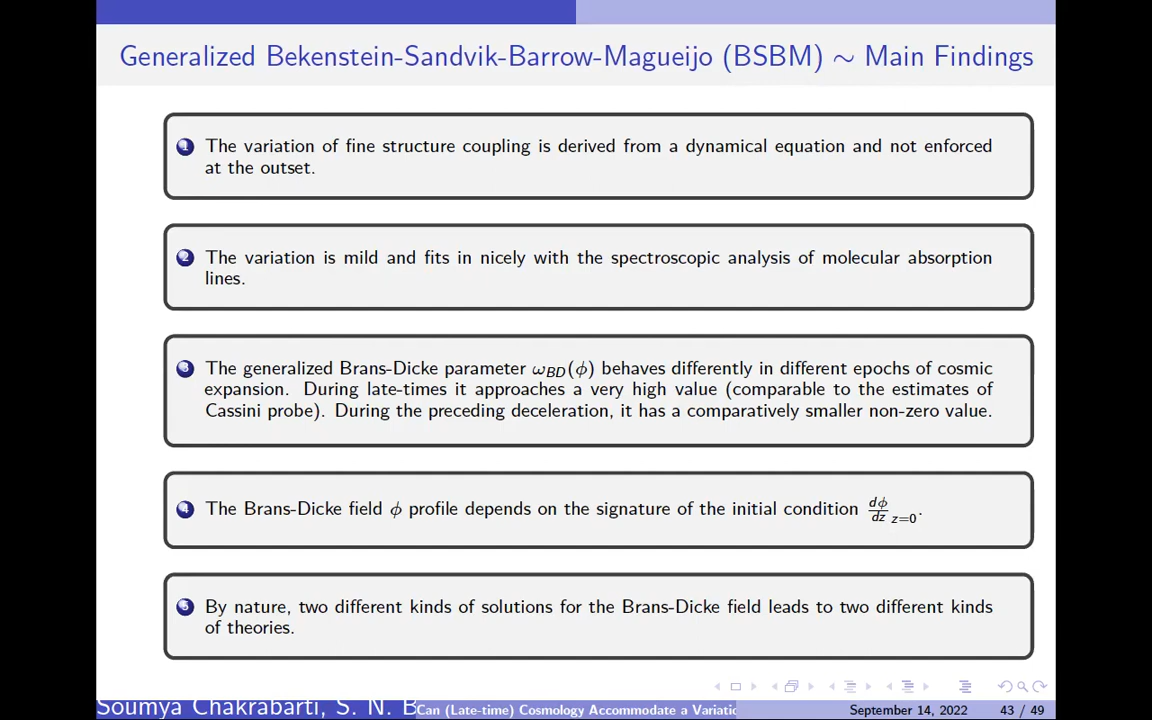 Generalized Bekenstein-Sandvik-Barrow-Magueijo (BSBM) ∼ Main Findings
1 The variation of fine structure coupling is derived from a dynamical equation and not enforced
at the outset.
2 The variation is mild and fits in nicely with the spectroscopic analysis of molecular absorption
lines.
3 The generalized Brans-Dicke parameter ω_BD(ϕ) behaves differently in different epochs of cosmic
expansion. During late-times it approaches a very high value (comparable to the estimates of
Cassini probe). During the preceding deceleration, it has a comparatively smaller non-zero value.
4 The Brans-Dicke field ϕ profile depends on the signature of the initial condition dϕ/dz z=0.
5 By nature, two different kinds of solutions for the Brans-Dicke field leads to two different kinds
of theories.
Soumya Chakrabarti, S. N. B Can (Late-time) Cosmology Accommodate a Variatio September 14, 2022 43 / 49